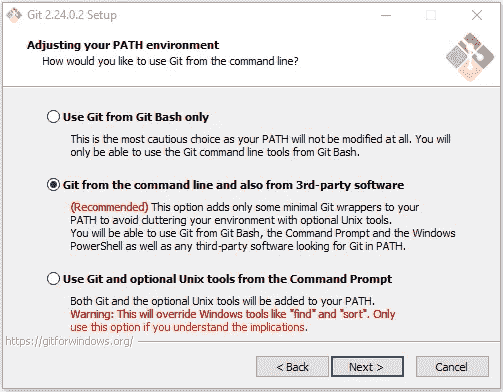 Git 2.24.0.2 Setup
Adjusting your PATH environment
How would you like to use Git from the command line?
Use Git from Git Bash only
This is the most cautious choice as your PATH will not be modified at all. You will
only be able to use the Git command line tools from Git Bash.
Git from the command line and also from 3rd-party software
(Recommended) This option adds only some minimal Git wrappers to your
PATH to avoid cluttering your environment with optional Unix tools.
You will be able to use Git from Git Bash, the Command Prompt and the Windows
PowerShell as well as any third-party software looking for Git in PATH.
Use Git and optional Unix tools from the Command Prompt
Both Git and the optional Unix tools will be added to your PATH.
Warning: This will override Windows tools like "find" and "sort". Only
use this option if you understand the implications.
https://gitforwindows.org/
< Back
Next >
Cancel